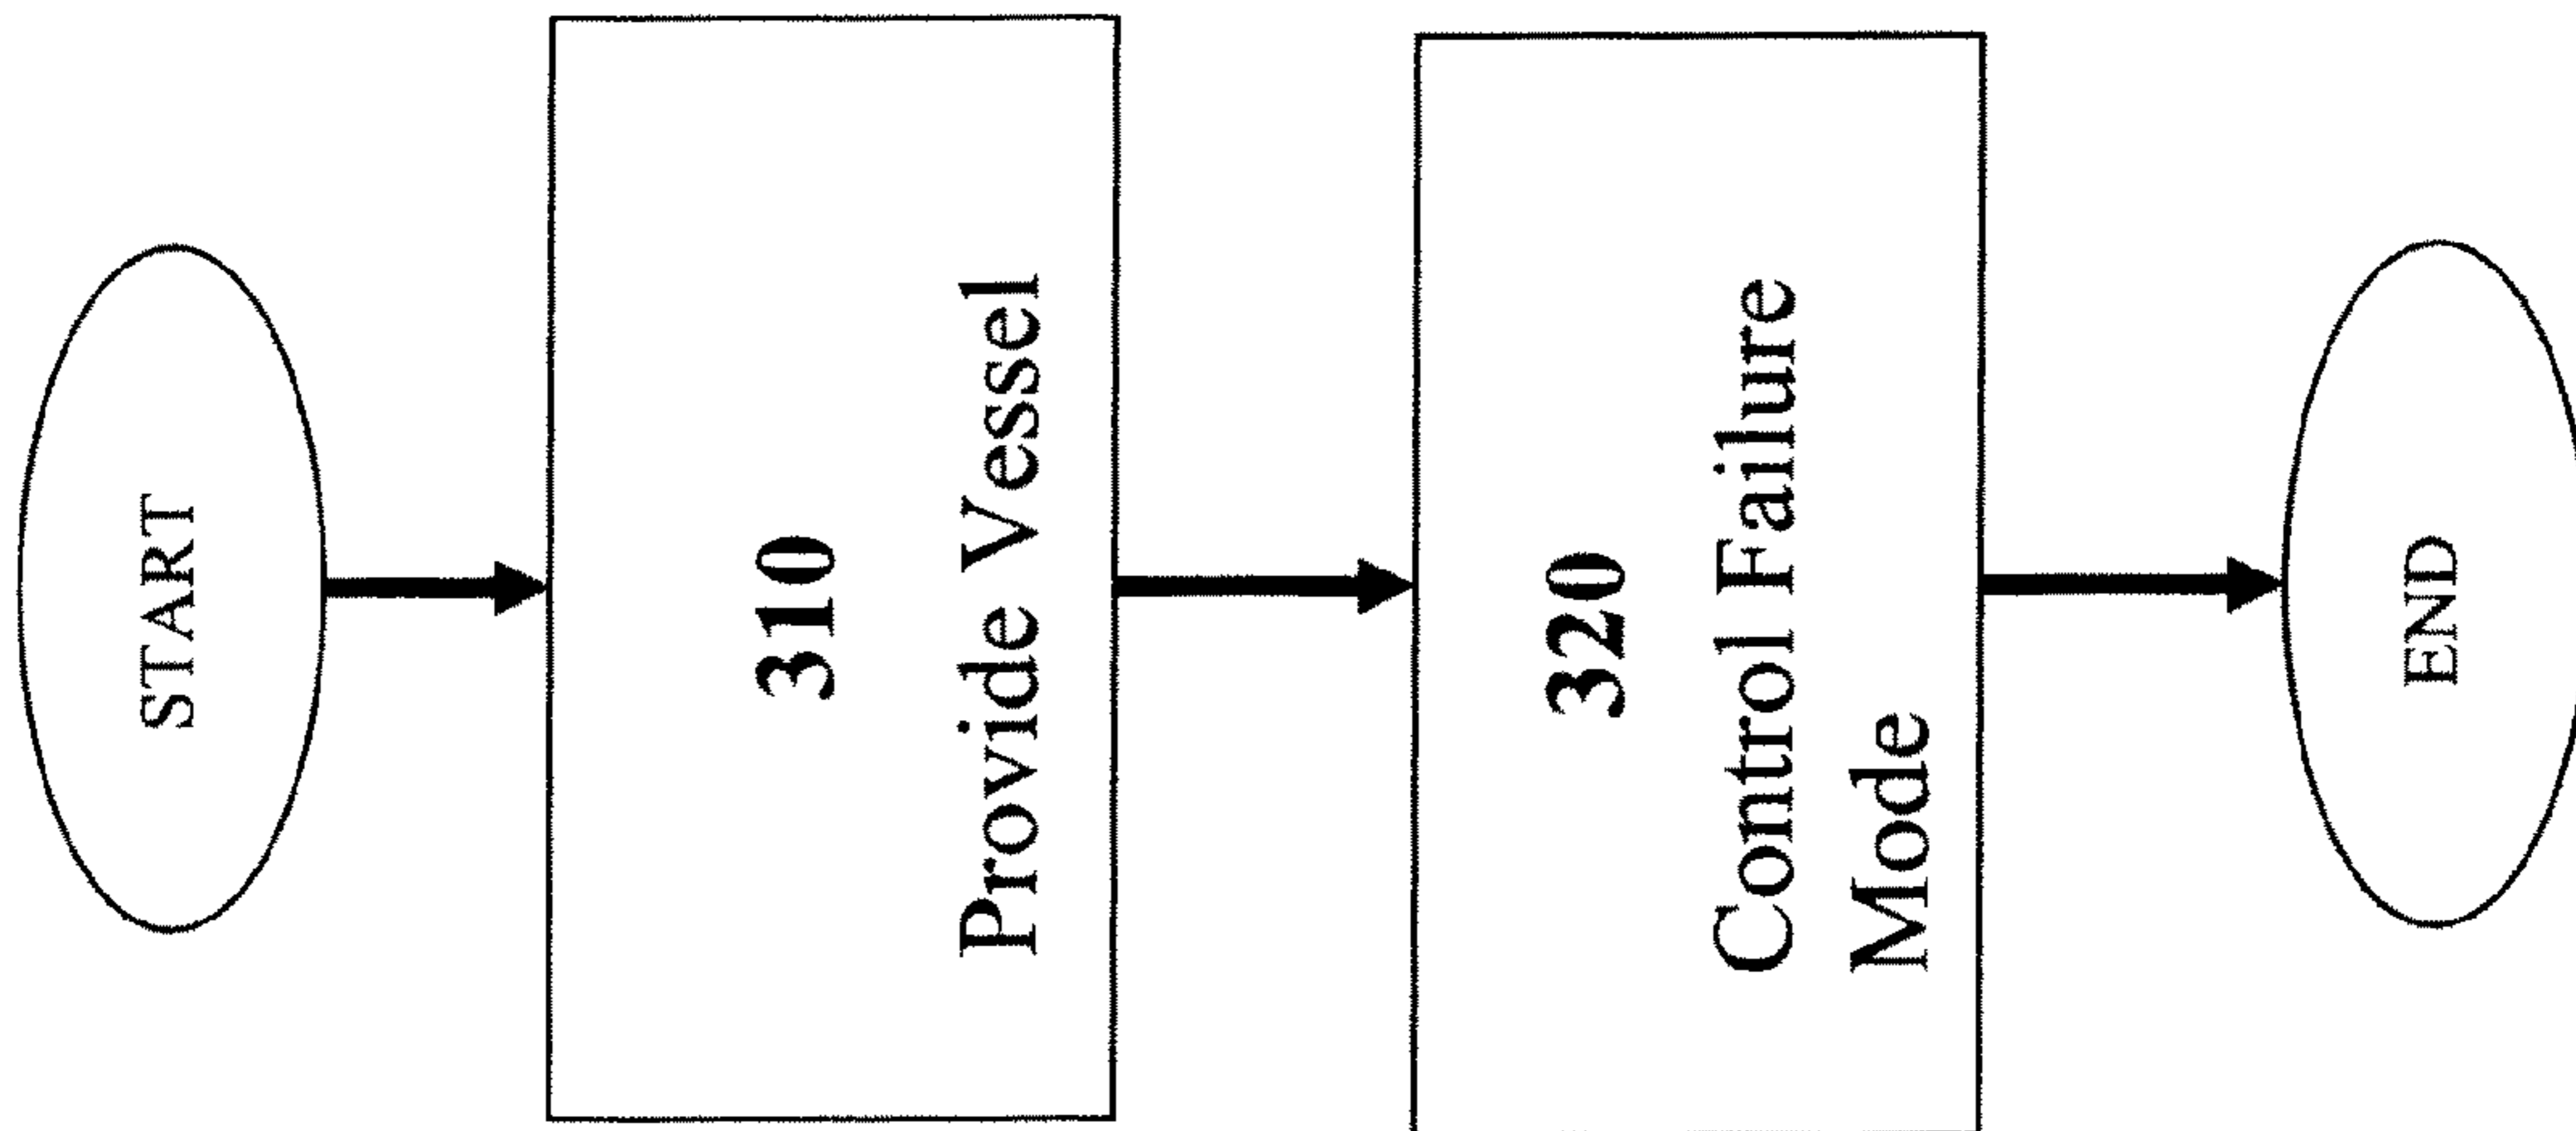 START
310
Provide Vessel
320
Control Failure
Mode
END